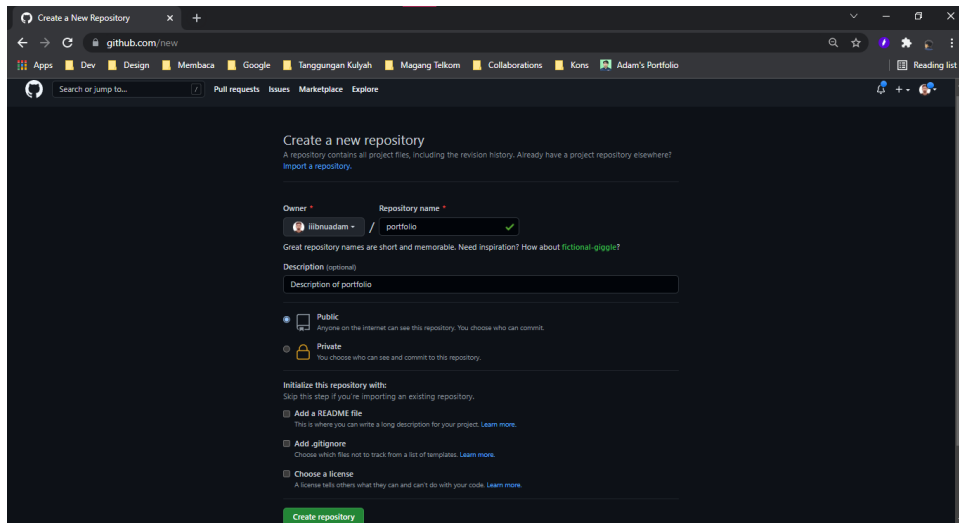 Create a New Repository
github.com/new
Apps Dev Design Membaca Google Tanggungan Kulyah Magang Telkom Collaborations Kons Adam's Portfolio Reading list
Search or jump to... / Pull requests Issues Marketplace Explore
Create a new repository
A repository contains all project files, including the revision history. Already have a project repository elsewhere?
Import a repository.
Owner * Repository name *
iiibnuadam / portfolio
Great repository names are short and memorable. Need inspiration? How about fictional-giggle?
Description (optional)
Description of portfolio
Public
Anyone on the internet can see this repository. You choose who can commit.
Private
You choose who can see and commit to this repository.
Initialize this repository with:
Skip this step if you're importing an existing repository.
Add a README file
This is where you can write a long description for your project. Learn more.
Add .gitignore
Choose which files not to track from a list of templates. Learn more.
Choose a license
A license tells others what they can and can't do with your code. Learn more.
Create repository